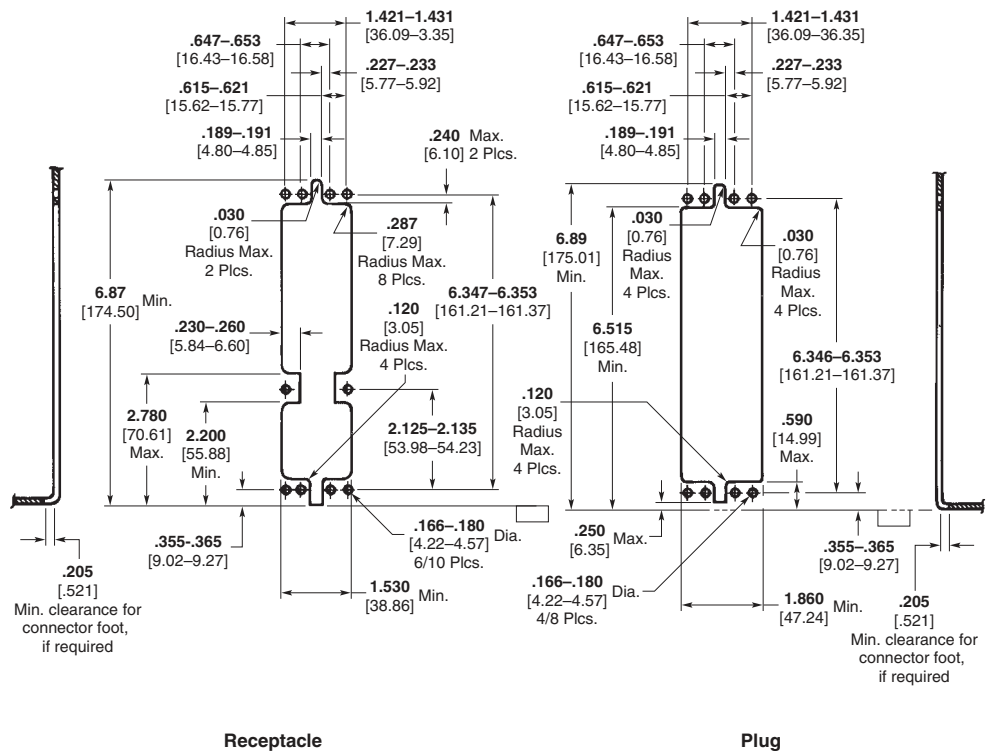 1.421–1.431
[36.09–3.35]
.647–.653
[16.43–16.58]
.227–.233
[5.77–5.92]
.615–.621
[15.62–15.77]
.189–.191
[4.80–4.85]
.240 Max.
[6.10] 2 Plcs.
.030
[0.76]
Radius Max.
2 Plcs.
.287
[7.29]
Radius Max.
8 Plcs.
6.87 Min.
[174.50]
6.347–6.353
[161.21–161.37]
.230–.260
[5.84–6.60]
.120
[3.05]
Radius Max.
4 Plcs.
2.780
[70.61]
Max.
2.200
[55.88]
Min.
2.125–2.135
[53.98–54.23]
.355-.365
[9.02–9.27]
.166–.180 Dia.
[4.22–4.57]
6/10 Plcs.
.205
[.521]
Min. clearance for
connector foot,
if required
1.530 Min.
[38.86]
Receptacle
1.421–1.431
[36.09–36.35]
.647–.653
[16.43–16.58]
.227–.233
[5.77–5.92]
.615–.621
[15.62–15.77]
.189–.191
[4.80–4.85]
6.89
[175.01]
Min.
.030
[0.76]
Radius
Max.
4 Plcs.
.030
[0.76]
Radius
Max.
4 Plcs.
6.515
[165.48]
Min.
6.346–6.353
[161.21–161.37]
.120
[3.05]
Radius
Max.
4 Plcs.
.590
[14.99]
Max.
.250 Max.
[6.35]
.355–.365
[9.02–9.27]
.166–.180 Dia.
[4.22–4.57]
4/8 Plcs.
1.860 Min.
[47.24]
.205
[.521]
Min. clearance for
connector foot,
if required
Plug